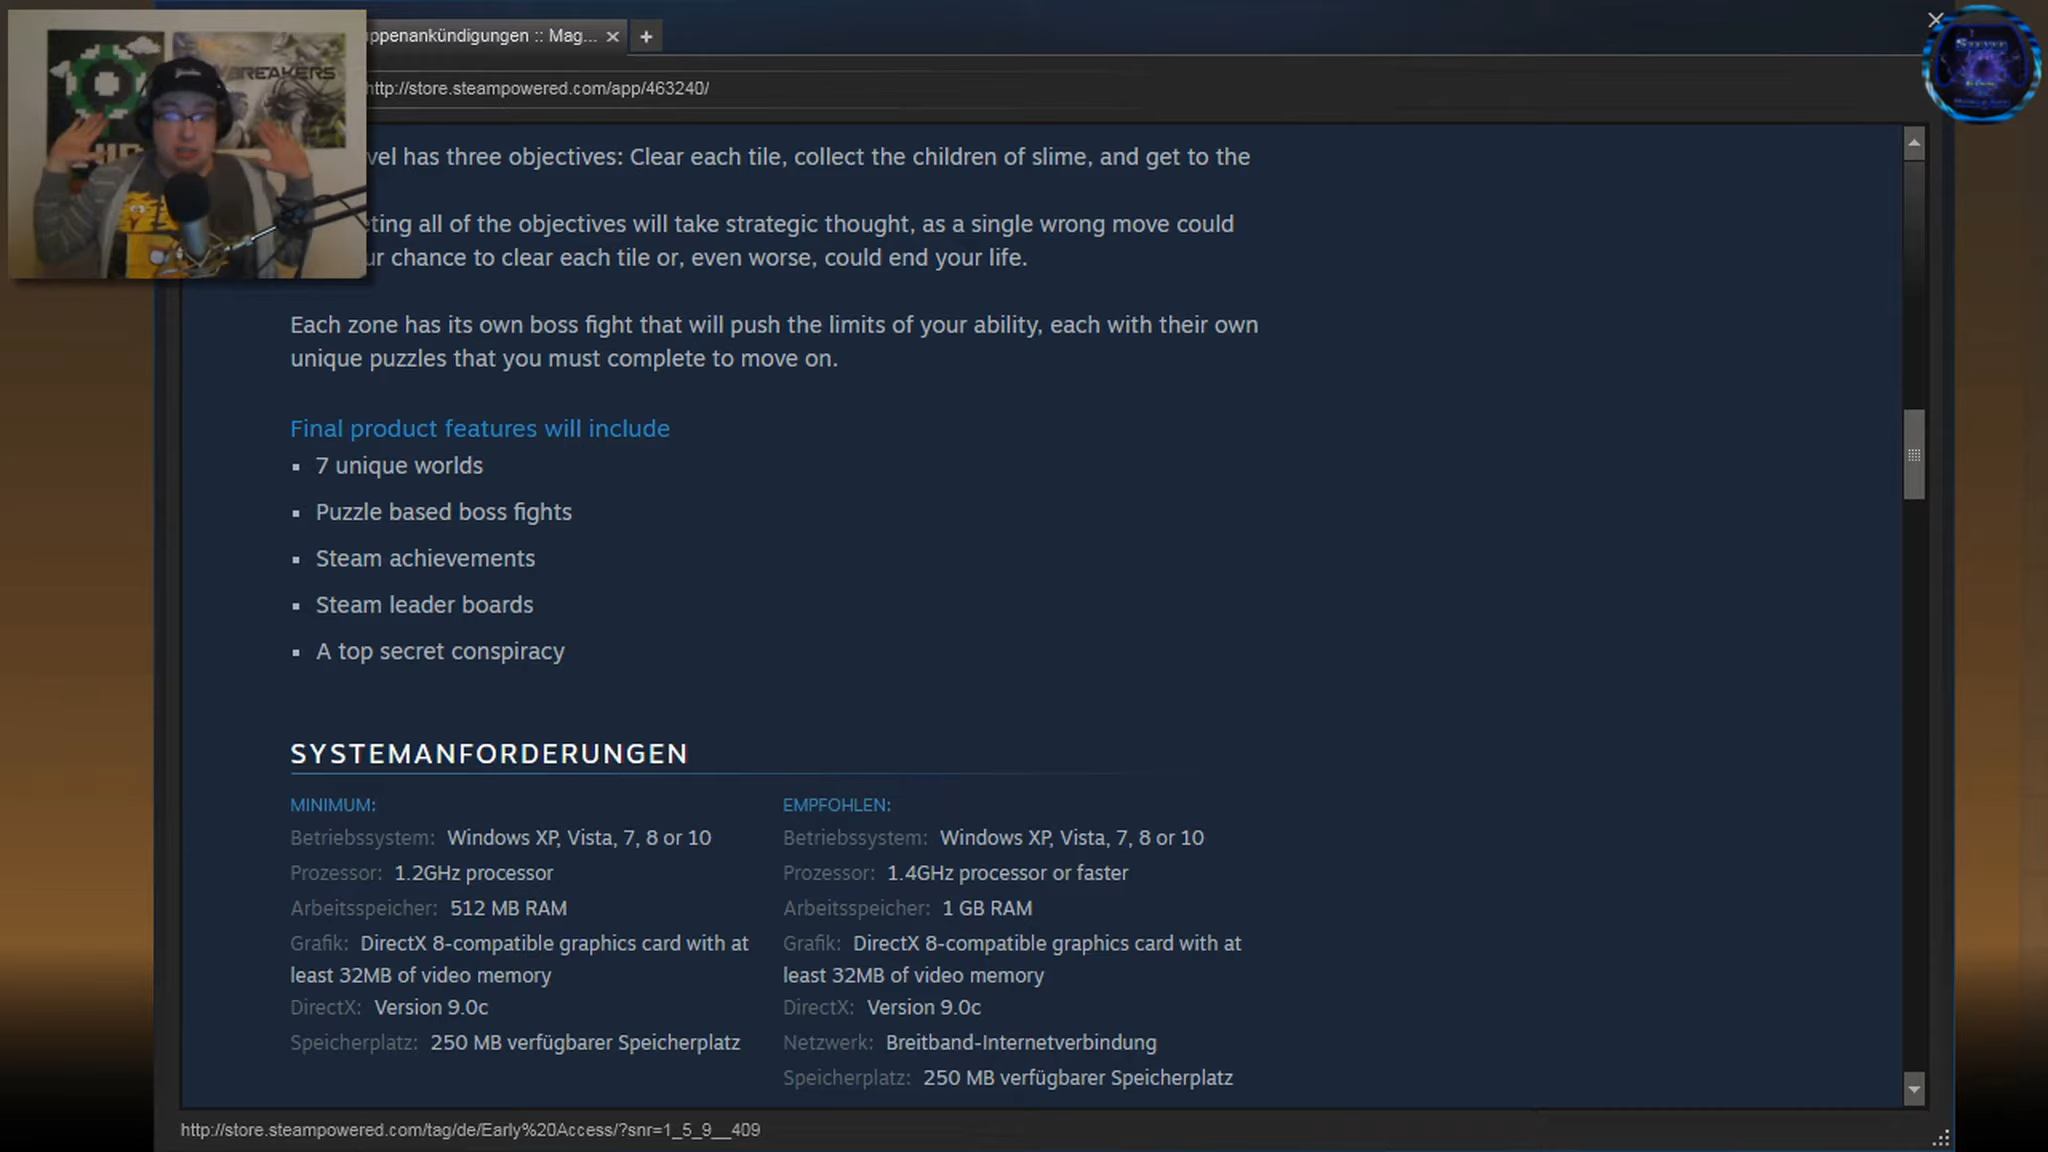 ppenankündigungen :: Mag...
http://store.steampowered.com/app/463240/
BREAKERS
vel has three objectives: Clear each tile, collect the children of slime, and get to the
eting all of the objectives will take strategic thought, as a single wrong move could
ur chance to clear each tile or, even worse, could end your life.
Each zone has its own boss fight that will push the limits of your ability, each with their own
unique puzzles that you must complete to move on.
Final product features will include
▪ 7 unique worlds
▪ Puzzle based boss fights
▪ Steam achievements
▪ Steam leader boards
▪ A top secret conspiracy
SYSTEMANFORDERUNGEN
MINIMUM:
Betriebssystem: Windows XP, Vista, 7, 8 or 10
Prozessor: 1.2GHz processor
Arbeitsspeicher: 512 MB RAM
Grafik: DirectX 8-compatible graphics card with at
least 32MB of video memory
DirectX: Version 9.0c
Speicherplatz: 250 MB verfügbarer Speicherplatz
EMPFOHLEN:
Betriebssystem: Windows XP, Vista, 7, 8 or 10
Prozessor: 1.4GHz processor or faster
Arbeitsspeicher: 1 GB RAM
Grafik: DirectX 8-compatible graphics card with at
least 32MB of video memory
DirectX: Version 9.0c
Netzwerk: Breitband-Internetverbindung
Speicherplatz: 250 MB verfügbarer Speicherplatz
http://store.steampowered.com/tag/de/Early%20Access/?snr=1_5_9__409